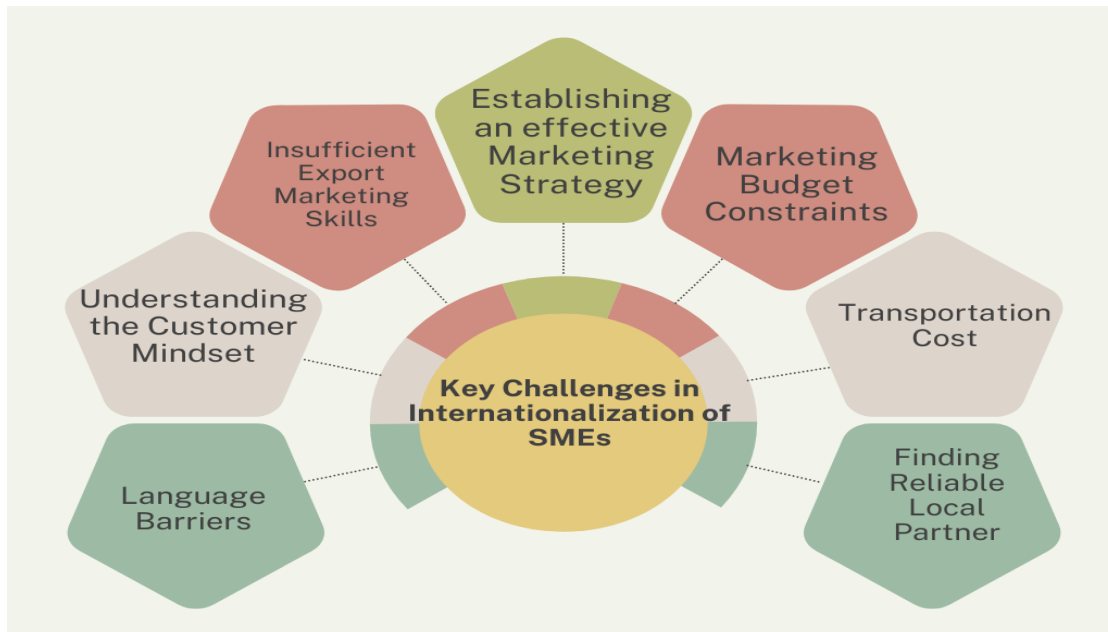 Establishing
an effective
Marketing
Strategy
Insufficient
Export
Marketing
Skills
Marketing
Budget
Constraints
Understanding
the Customer
Mindset
Transportation
Cost
Key Challenges in
Internationalization of
SMEs
Language
Barriers
Finding
Reliable
Local
Partner